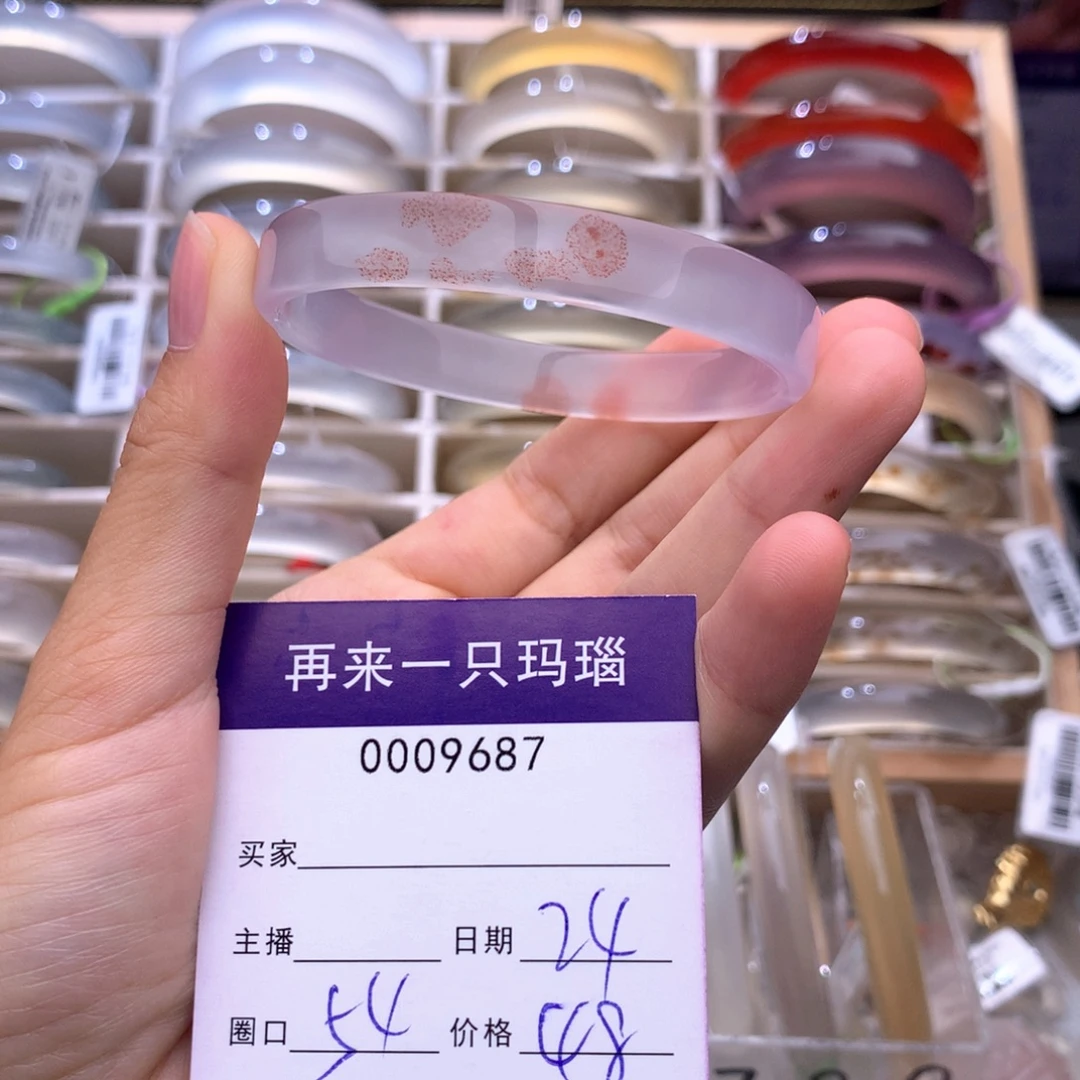 再来一只玛瑙
0009687
买家
主播 日期 24
圈口 54 价格